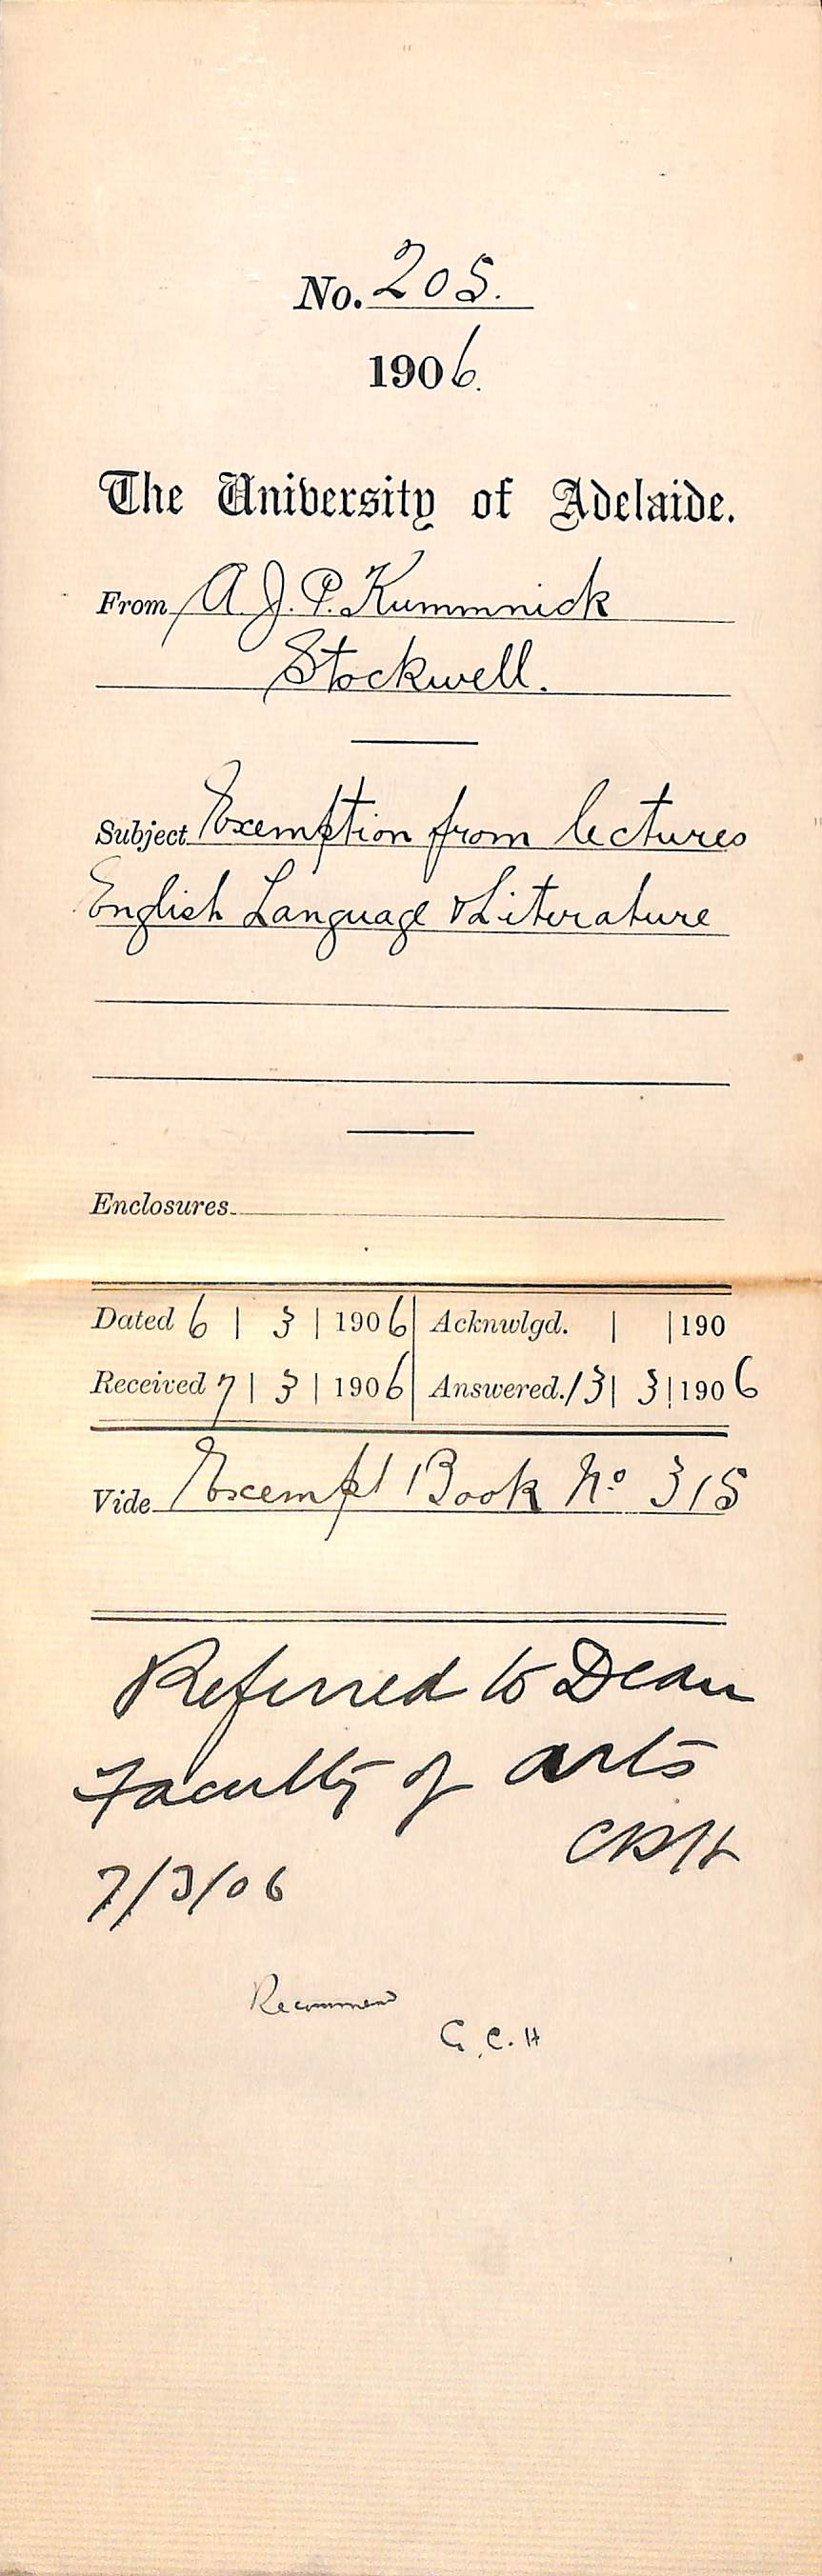 No. 205.
1906.
The University of Adelaide.
From A. J. P. Kummnick
Stockwell.
Subject Exemption from lectures
English Language & Literature
Enclosures
Dated 6 | 3 | 1906 | Acknwlgd. | | 190
Received 7 | 3 | 1906 | Answered. 13 | 3 | 1906
Vide Exempt Book No 315
Referred to Dean
Faculty of Arts
CRH
7/3/06
Recommend
G.C.H